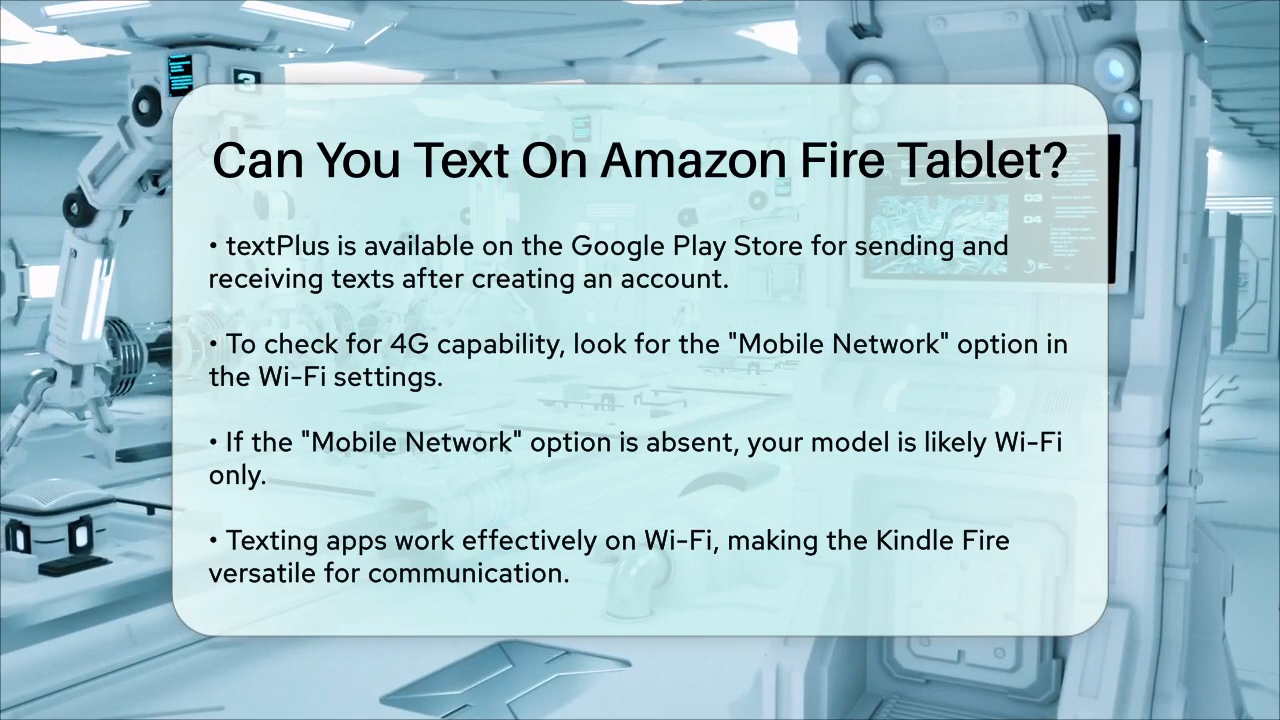 3
Can You Text On Amazon Fire Tablet?
03
04
• textPlus is available on the Google Play Store for sending and
receiving texts after creating an account.
• To check for 4G capability, look for the "Mobile Network" option in
the Wi-Fi settings.
• If the "Mobile Network" option is absent, your model is likely Wi-Fi
only.
• Texting apps work effectively on Wi-Fi, making the Kindle Fire
versatile for communication.